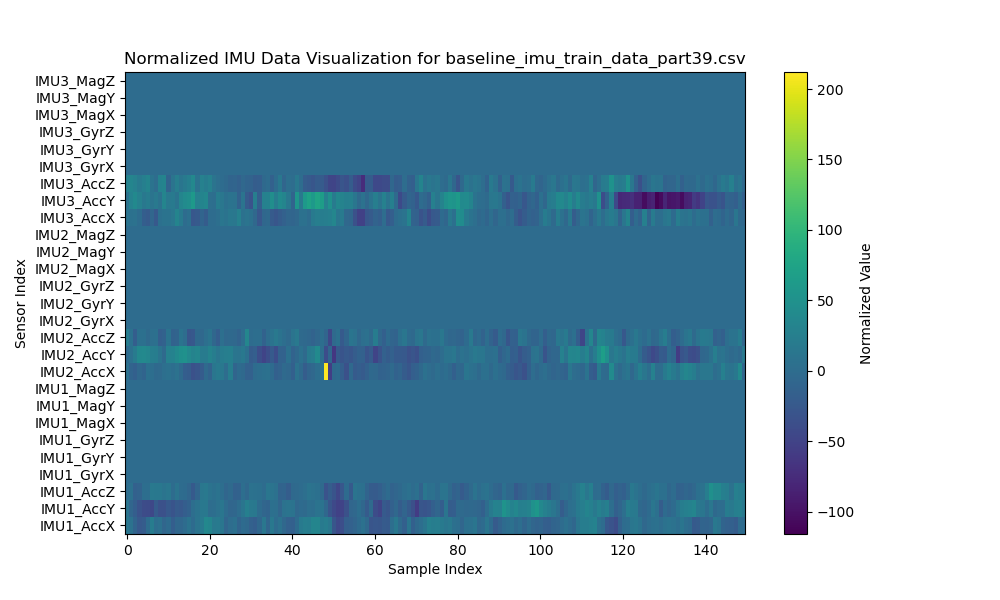 Normalized IMU Data Visualization for baseline_imu_train_data_part39.csv
IMU3_MagZ
IMU3_MagY
IMU3_MagX
IMU3_GyrZ
IMU3_GyrY
IMU3_GyrX
IMU3_AccZ
IMU3_AccY
IMU3_AccX
IMU2_MagZ
IMU2_MagY
IMU2_MagX
IMU2_GyrZ
IMU2_GyrY
IMU2_GyrX
IMU2_AccZ
IMU2_AccY
IMU2_AccX
IMU1_MagZ
IMU1_MagY
IMU1_MagX
IMU1_GyrZ
IMU1_GyrY
IMU1_GyrX
IMU1_AccZ
IMU1_AccY
IMU1_AccX
Sensor Index
0 20 40 60 80 100 120 140
Sample Index
200
150
100
50
0
−50
−100
Normalized Value